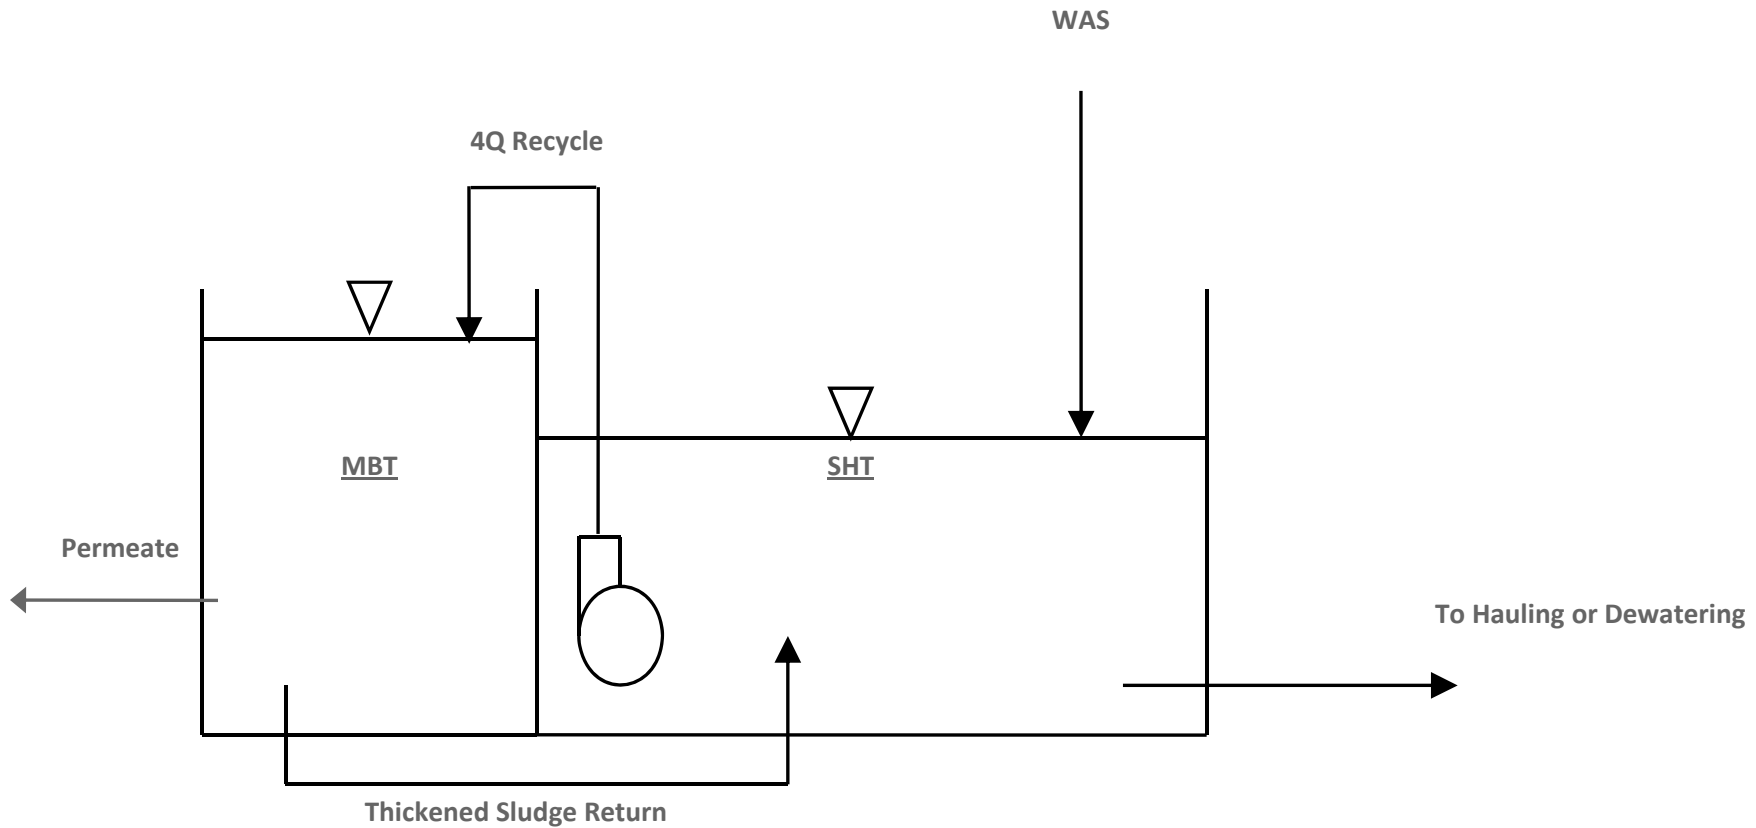 WAS
4Q Recycle
MBT
SHT
Permeate
To Hauling or Dewatering
Thickened Sludge Return